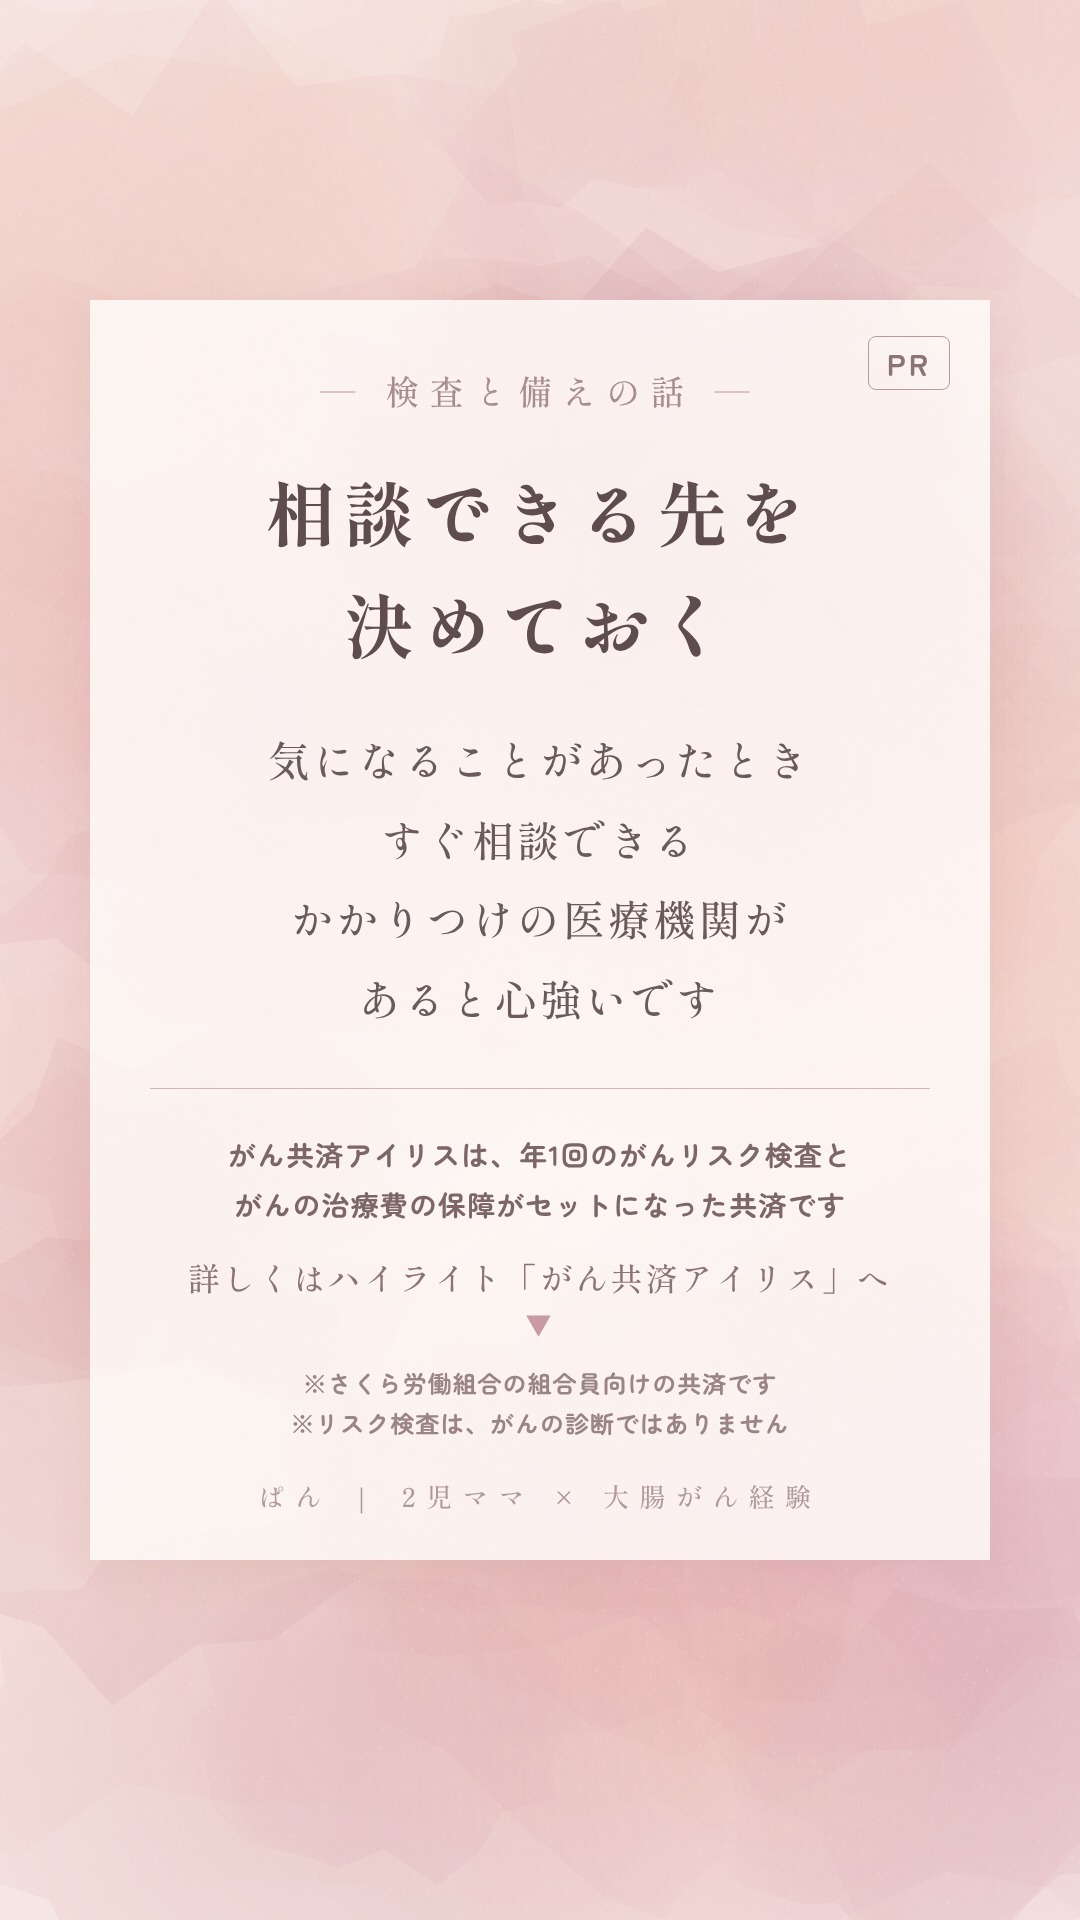 PR
― 検査と備えの話 ―
相談できる先を
決めておく
気になることがあったとき
すぐ相談できる
かかりつけの医療機関が
あると心強いです
がん共済アイリスは、年1回のがんリスク検査と
がんの治療費の保障がセットになった共済です
詳しくはハイライト「がん共済アイリス」へ
▼
※さくら労働組合の組合員向けの共済です
※リスク検査は、がんの診断ではありません
ぱん | 2児ママ × 大腸がん経験